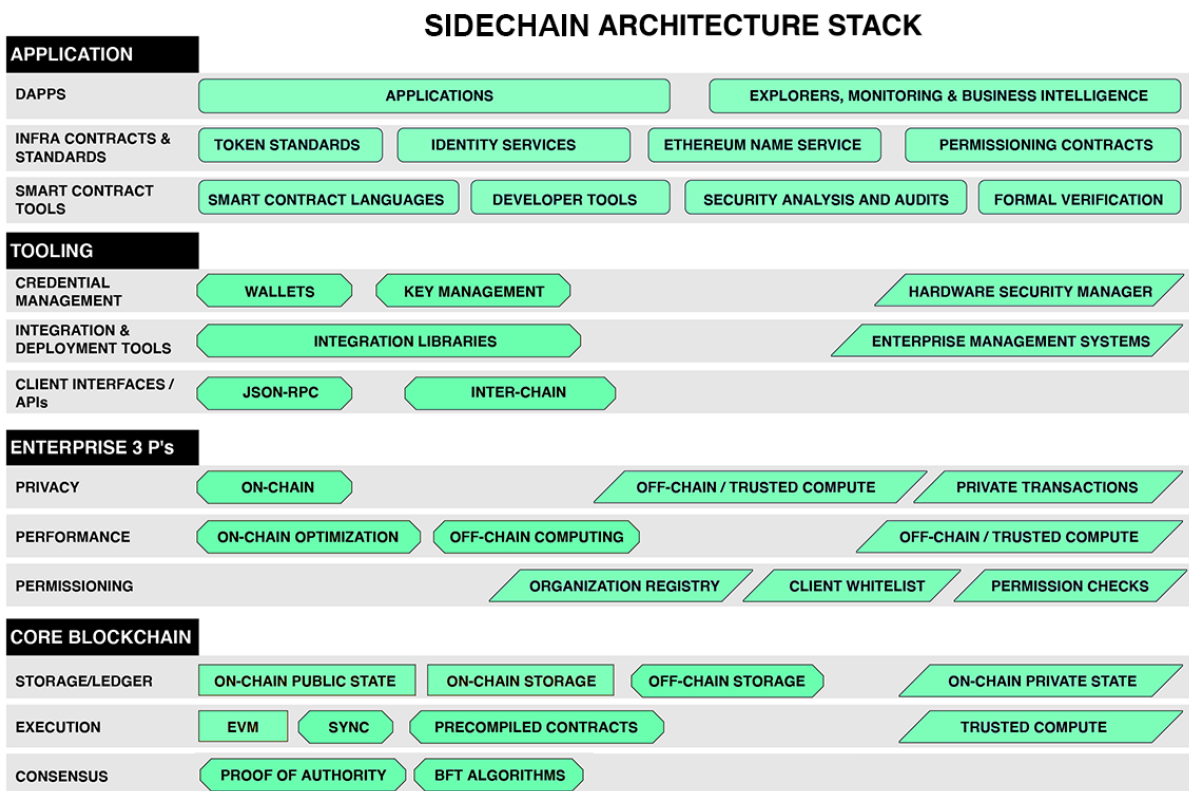 SIDECHAIN ARCHITECTURE STACK
APPLICATION
DAPPS
APPLICATIONS
EXPLORERS, MONITORING & BUSINESS INTELLIGENCE
INFRA CONTRACTS &
STANDARDS
TOKEN STANDARDS
IDENTITY SERVICES
ETHEREUM NAME SERVICE
PERMISSIONING CONTRACTS
SMART CONTRACT
TOOLS
SMART CONTRACT LANGUAGES
DEVELOPER TOOLS
SECURITY ANALYSIS AND AUDITS
FORMAL VERIFICATION
TOOLING
CREDENTIAL
MANAGEMENT
WALLETS
KEY MANAGEMENT
HARDWARE SECURITY MANAGER
INTEGRATION &
DEPLOYMENT TOOLS
INTEGRATION LIBRARIES
ENTERPRISE MANAGEMENT SYSTEMS
CLIENT INTERFACES /
APIs
JSON-RPC
INTER-CHAIN
ENTERPRISE 3 P's
PRIVACY
ON-CHAIN
OFF-CHAIN / TRUSTED COMPUTE
PRIVATE TRANSACTIONS
PERFORMANCE
ON-CHAIN OPTIMIZATION
OFF-CHAIN COMPUTING
OFF-CHAIN / TRUSTED COMPUTE
PERMISSIONING
ORGANIZATION REGISTRY
CLIENT WHITELIST
PERMISSION CHECKS
CORE BLOCKCHAIN
STORAGE/LEDGER
ON-CHAIN PUBLIC STATE
ON-CHAIN STORAGE
OFF-CHAIN STORAGE
ON-CHAIN PRIVATE STATE
EXECUTION
EVM
SYNC
PRECOMPILED CONTRACTS
TRUSTED COMPUTE
CONSENSUS
PROOF OF AUTHORITY
BFT ALGORITHMS